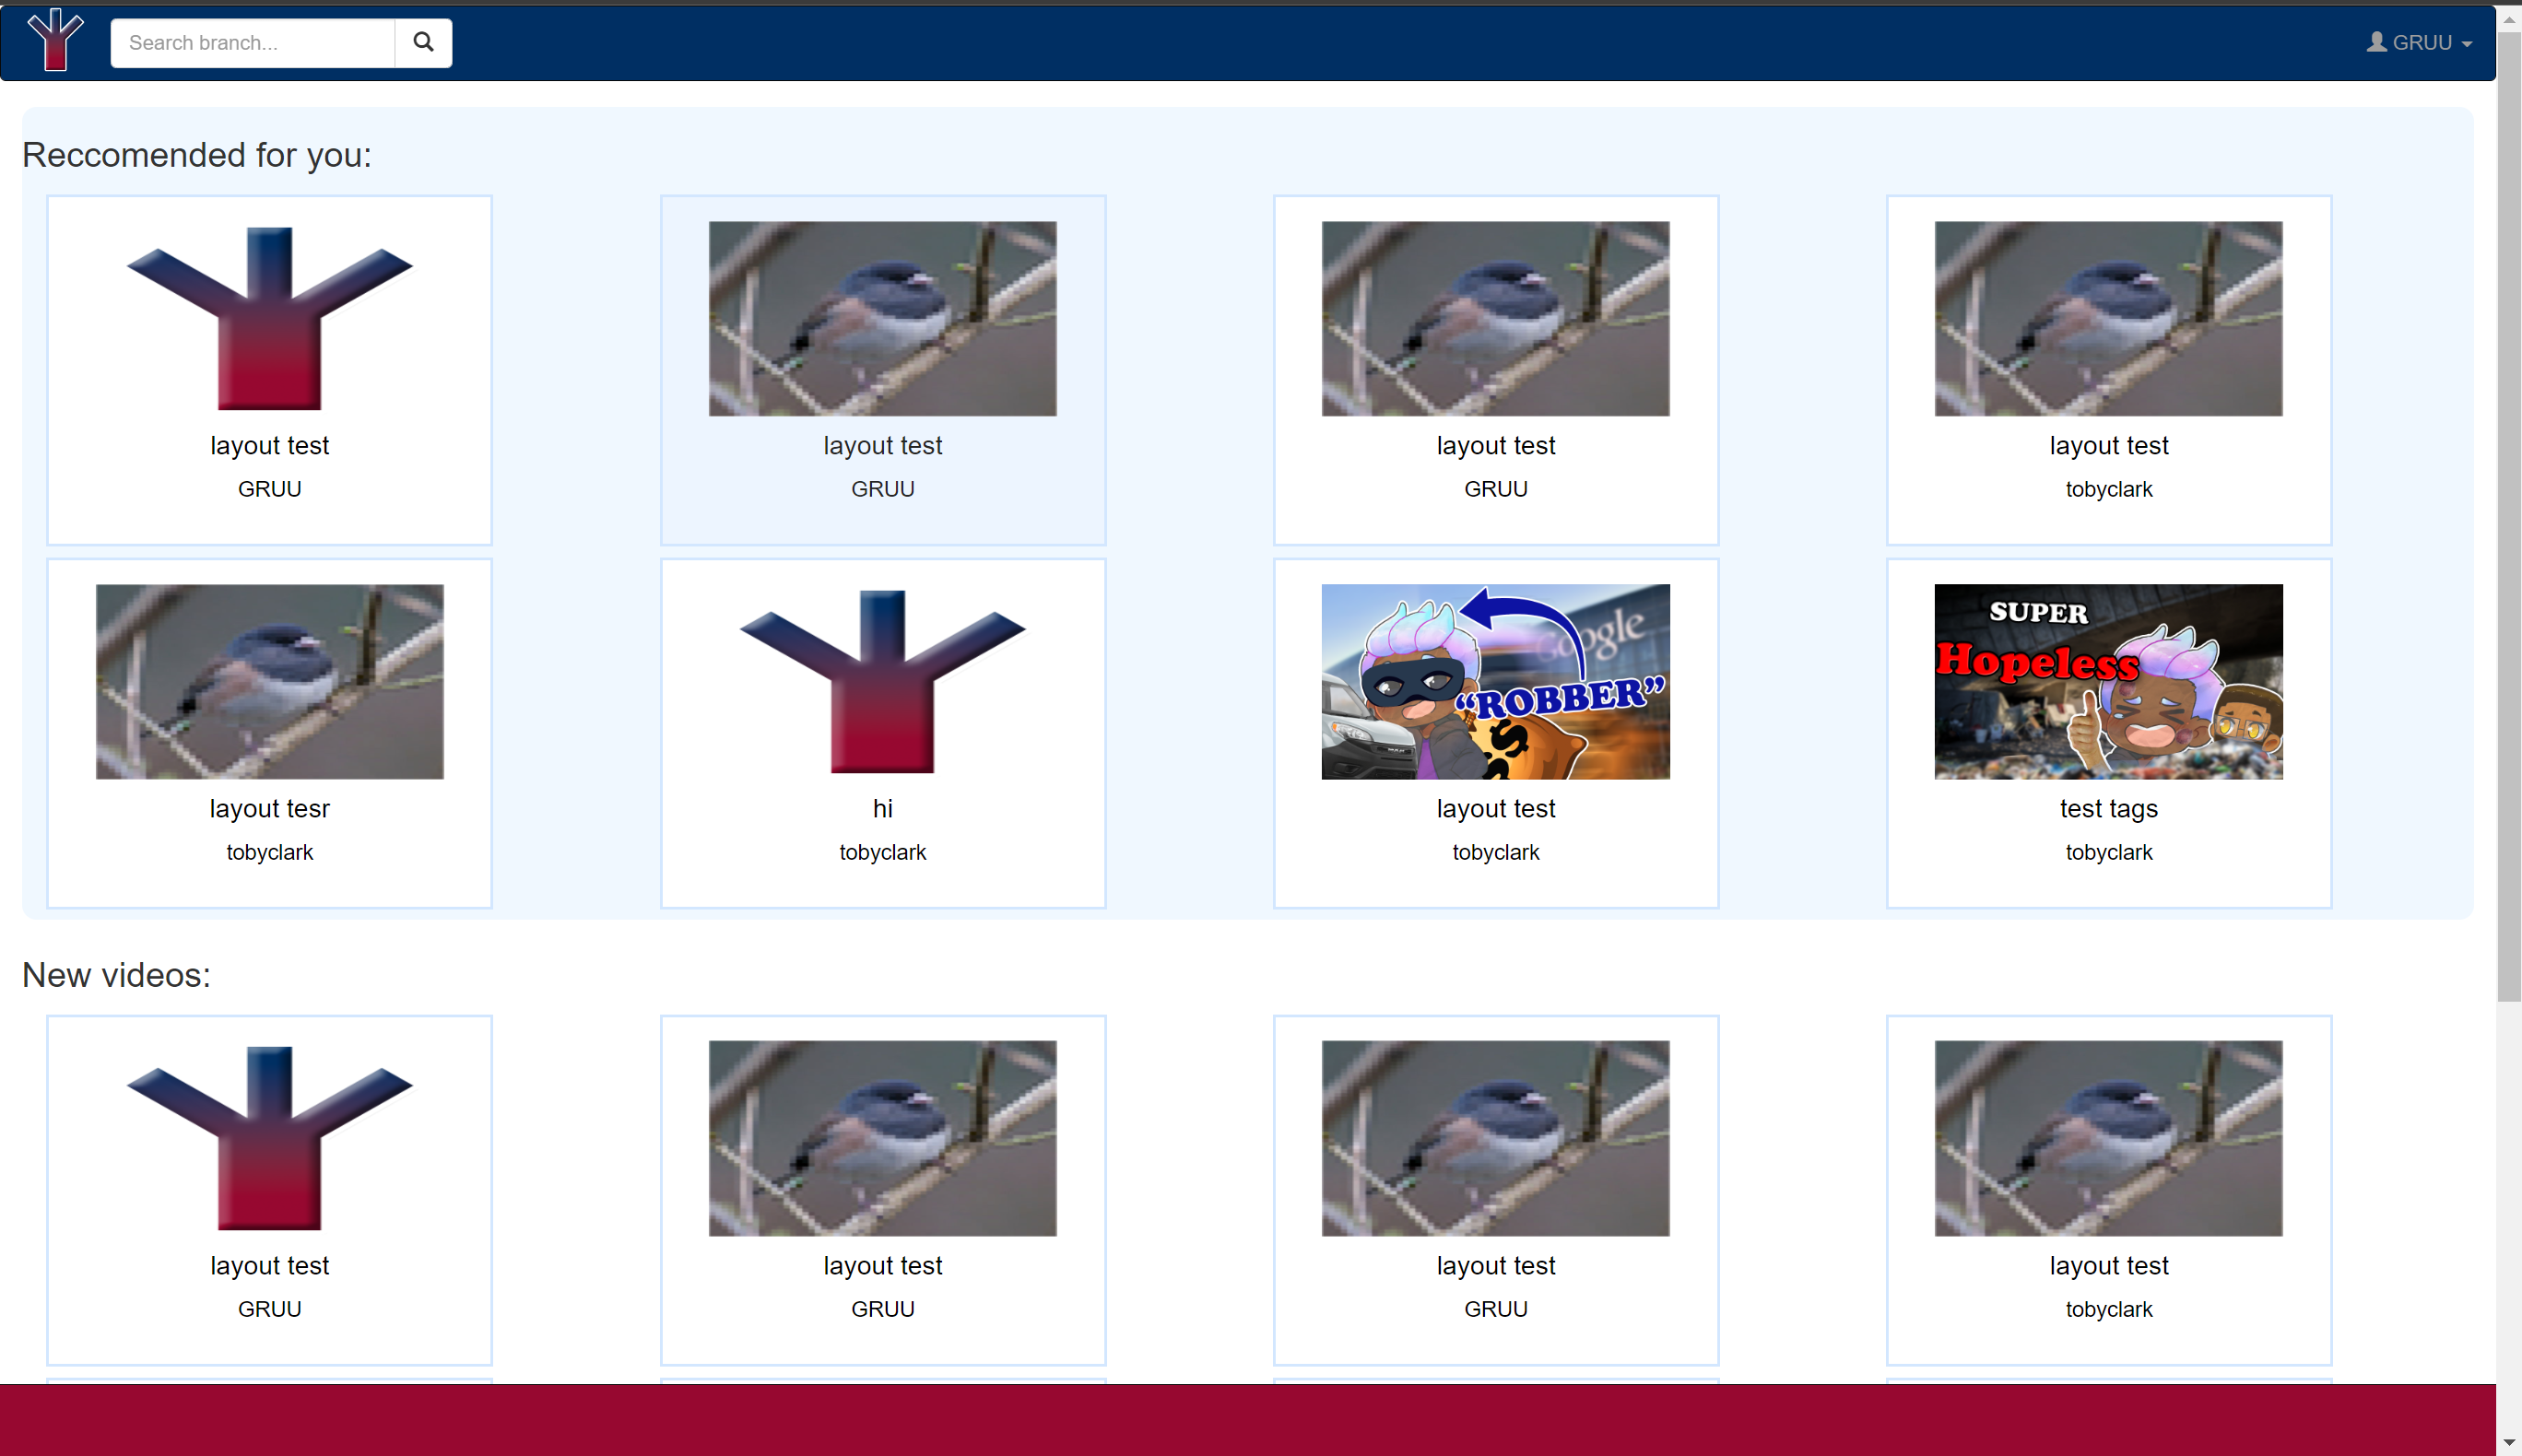 Search branch...
GRUU
Reccomended for you:
layout test
GRUU
layout test
GRUU
layout test
GRUU
layout test
tobyclark
layout tesr
tobyclark
hi
tobyclark
Google
“ROBBER”
$$
layout test
tobyclark
SUPER
Hopeless
test tags
tobyclark
New videos:
layout test
GRUU
layout test
GRUU
layout test
GRUU
layout test
tobyclark